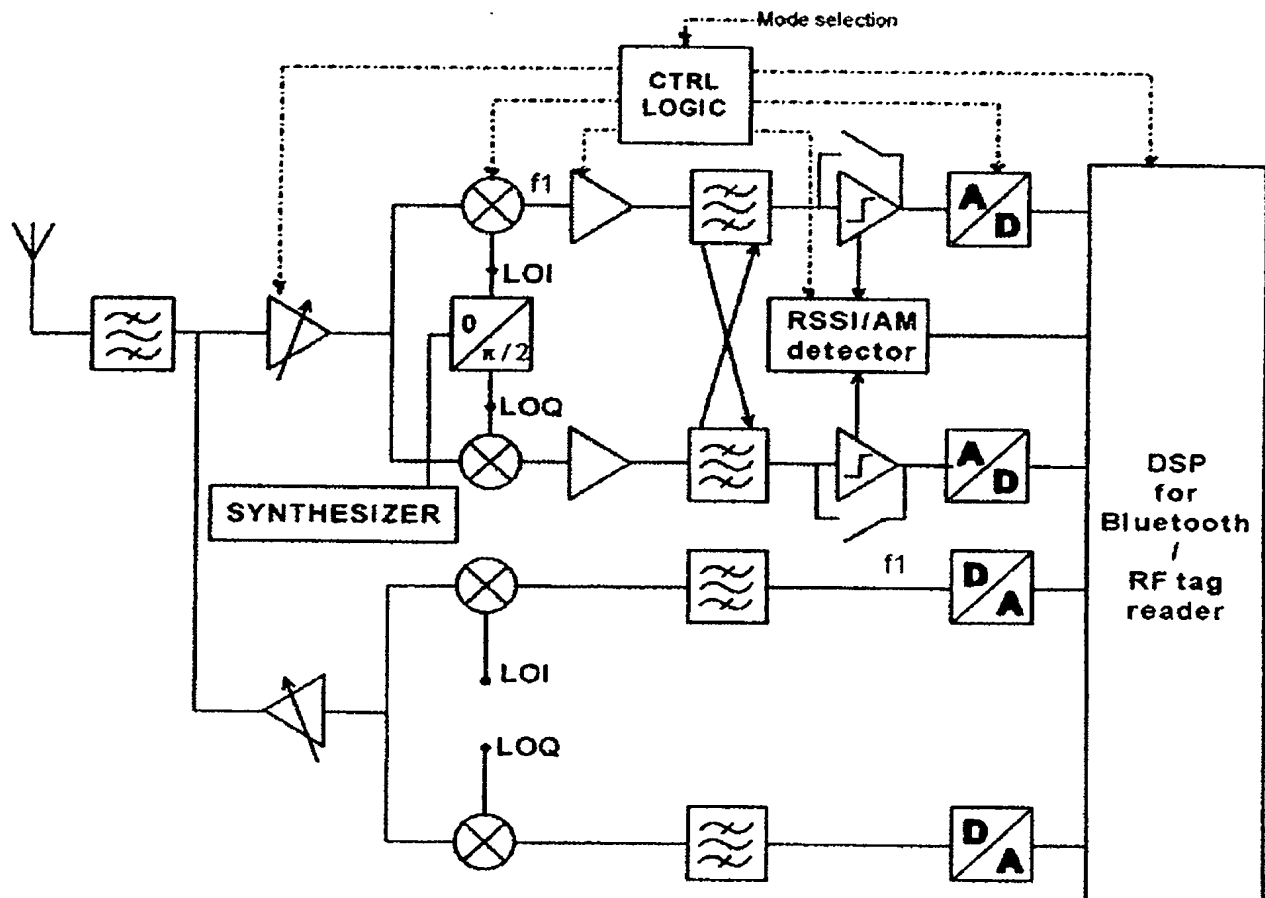 Mode selection
CTRL
LOGIC
f1
A
D
LOI
0
π/2
RSSI/AM
detector
LOQ
A
D
SYNTHESIZER
DSP
for
Bluetooth
/
RF tag
reader
f1
D
A
LOI
LOQ
D
A